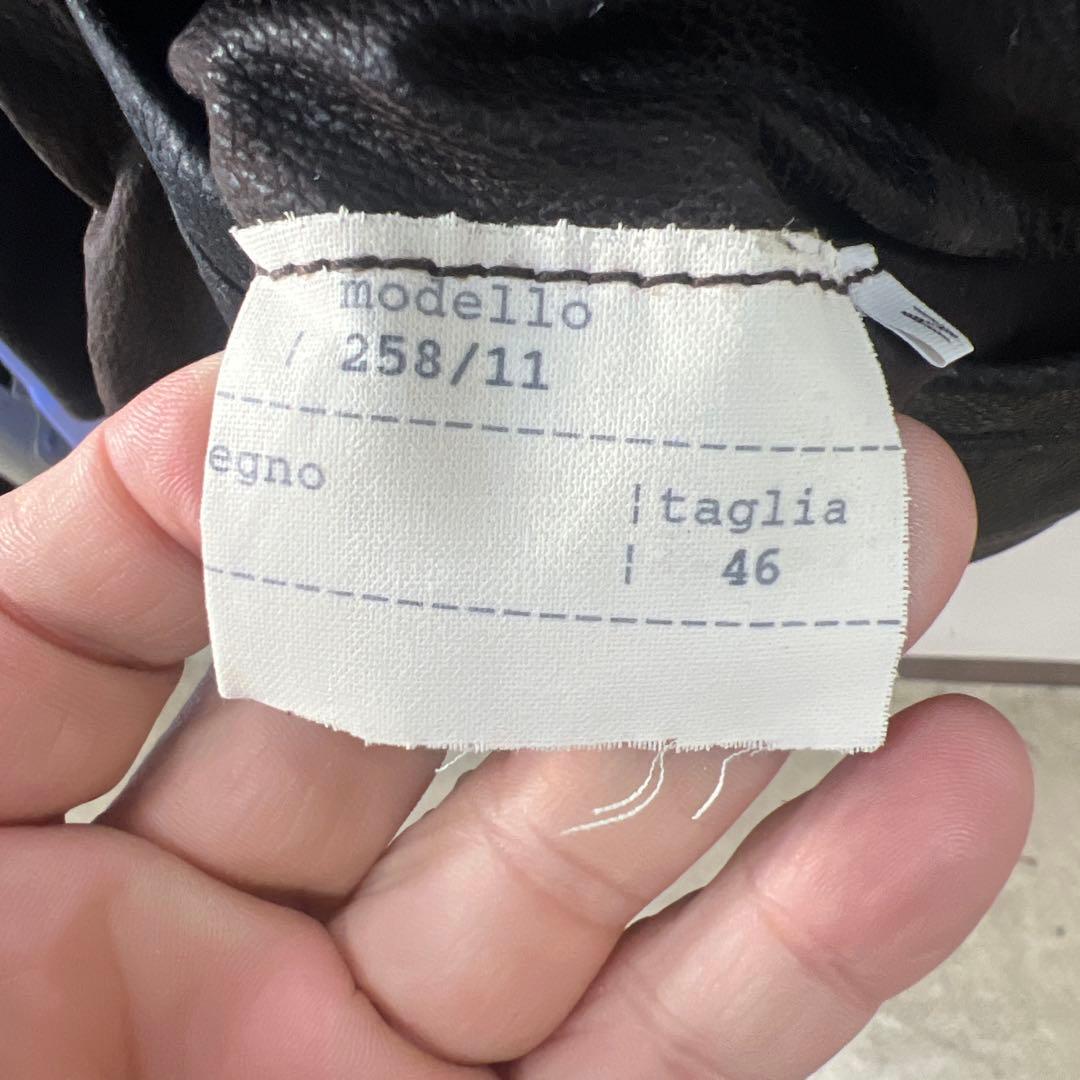 modello
/ 258/11
egno
taglia
46